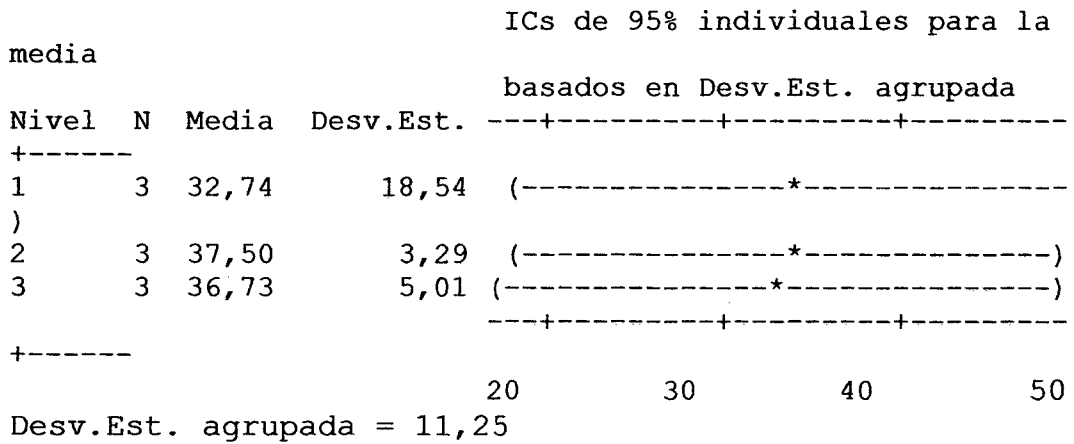 ICs de 95% individuales para la
media
basados en Desv.Est. agrupada
Nivel  N  Media  Desv.Est.  ---+---------+---------+---------
+------
1      3  32,74      18,54   (---------------*---------------
)
2      3  37,50       3,29   (---------------*--------------)
3      3  36,73       5,01  (---------------*---------------)
---+---------+---------+---------
+------
20        30        40        50
Desv.Est. agrupada = 11,25